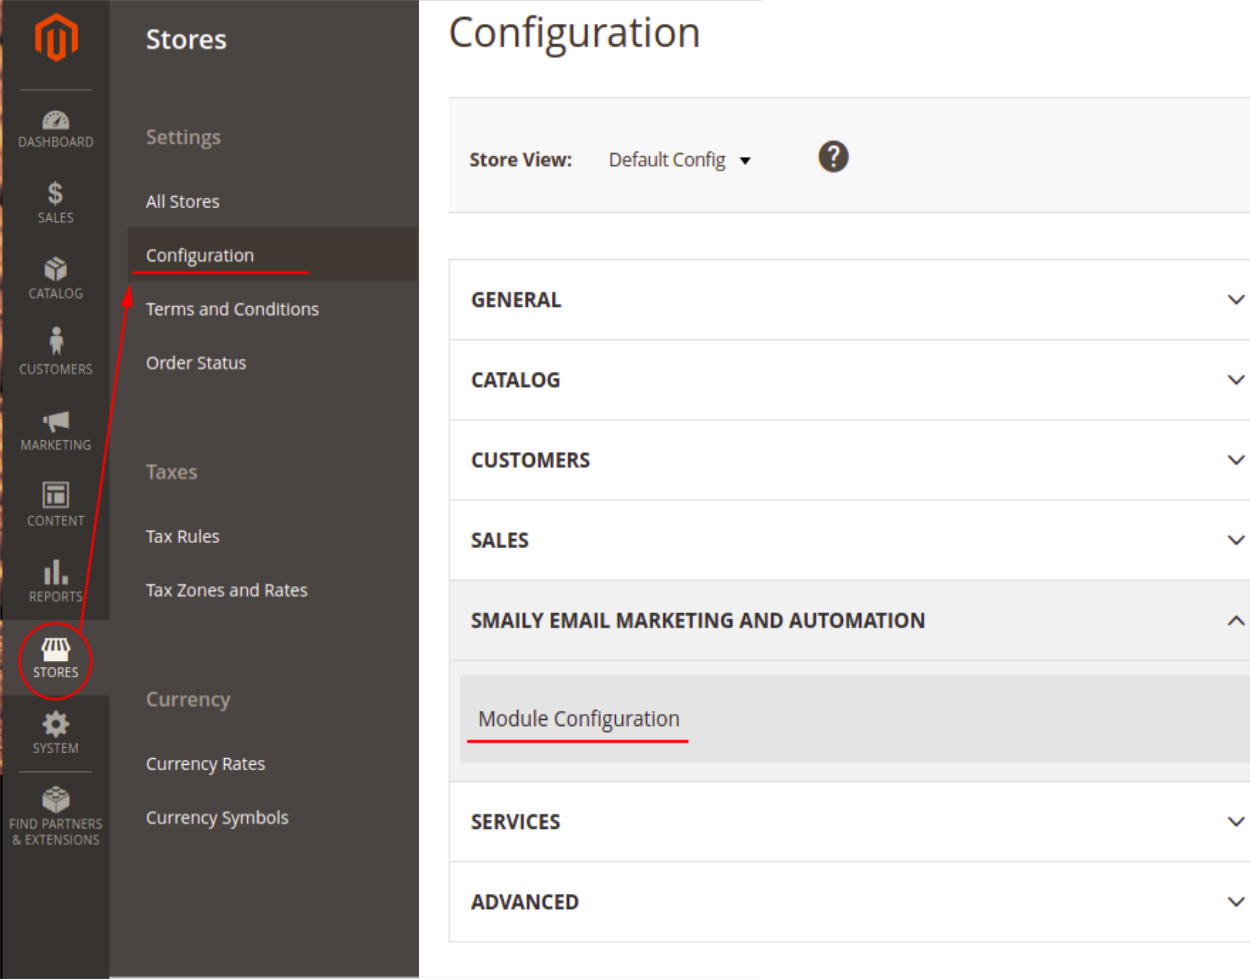 DASHBOARD
SALES
CATALOG
CUSTOMERS
MARKETING
CONTENT
REPORTS
STORES
SYSTEM
FIND PARTNERS
& EXTENSIONS
Stores
Settings
All Stores
Configuration
Terms and Conditions
Order Status
Taxes
Tax Rules
Tax Zones and Rates
Currency
Currency Rates
Currency Symbols
Configuration
Store View: Default Config ?
GENERAL
CATALOG
CUSTOMERS
SALES
SMAILY EMAIL MARKETING AND AUTOMATION
Module Configuration
SERVICES
ADVANCED